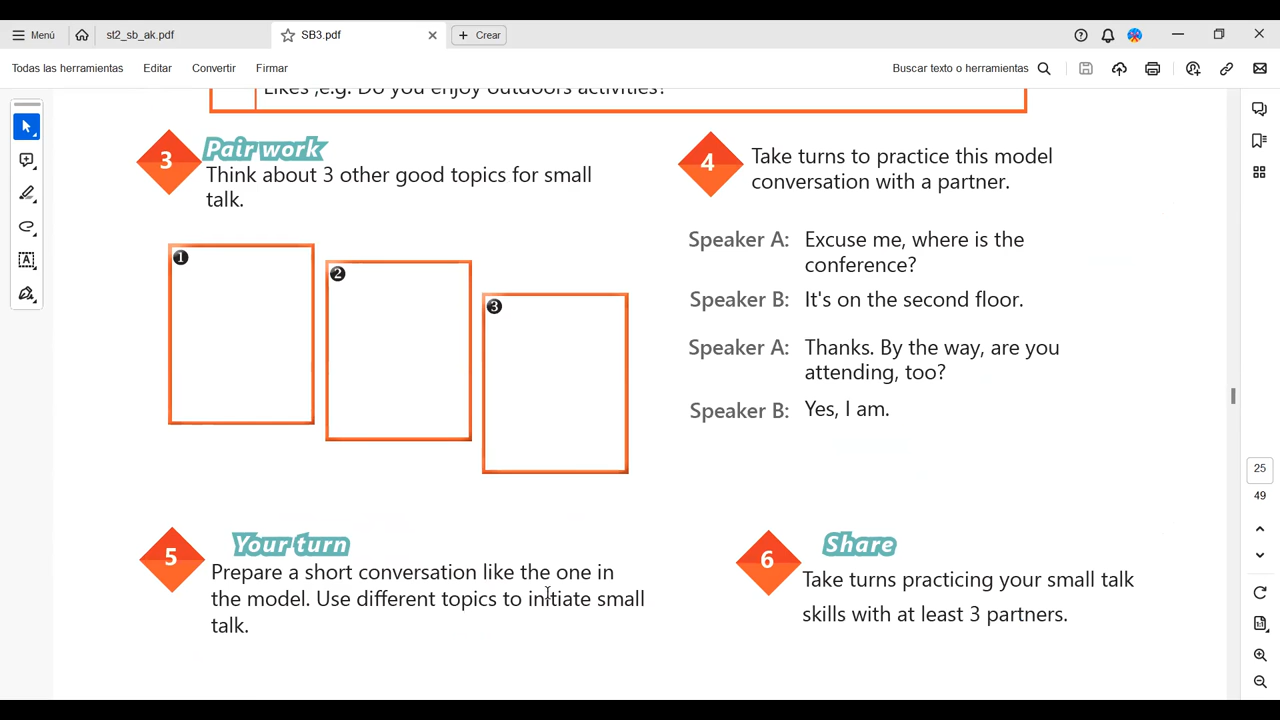 Menú
st2_sb_ak.pdf
SB3.pdf
Crear
Todas las herramientas
Editar
Convertir
Firmar
Buscar texto o herramientas
Likes ,e.g. Do you enjoy outdoors activities?
3
Pair work
Think about 3 other good topics for small
talk.
1
2
3
4
Take turns to practice this model
conversation with a partner.
Speaker A: Excuse me, where is the
conference?
Speaker B: It's on the second floor.
Speaker A: Thanks. By the way, are you
attending, too?
Speaker B: Yes, I am.
5
Your turn
Prepare a short conversation like the one in
the model. Use different topics to initiate small
talk.
6
Share
Take turns practicing your small talk
skills with at least 3 partners.
25
49